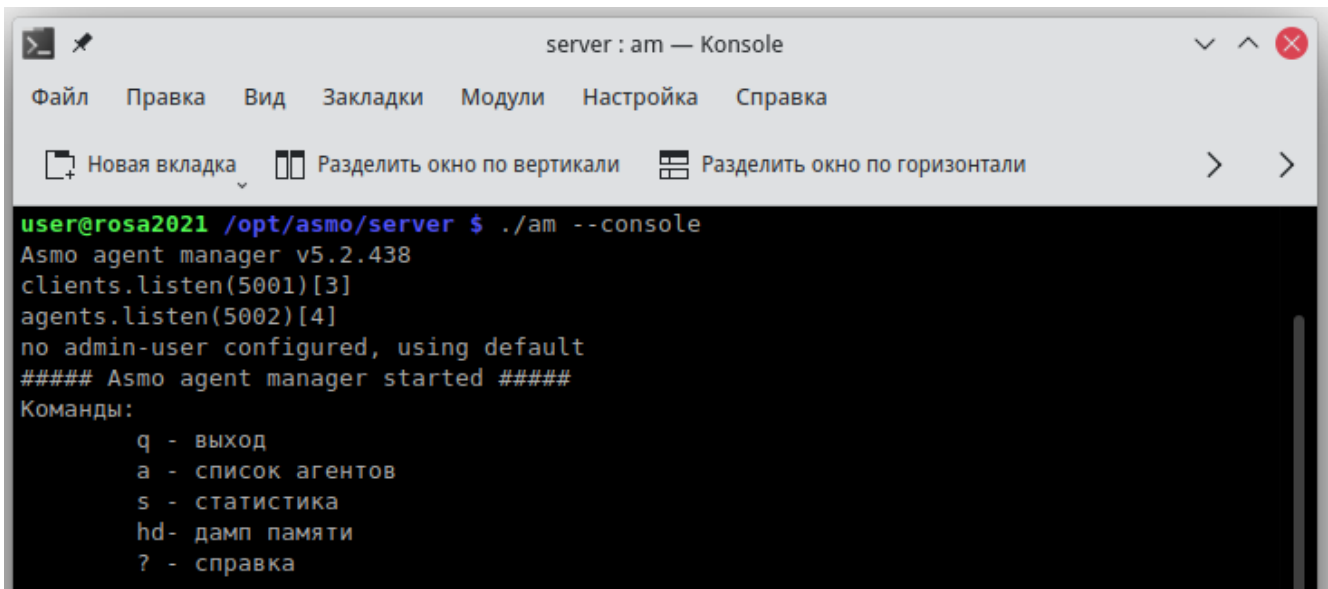 server : am — Konsole
Файл Правка Вид Закладки Модули Настройка Справка
Новая вкладка Разделить окно по вертикали Разделить окно по горизонтали
user@rosa2021 /opt/asmo/server $ ./am --console
Asmo agent manager v5.2.438
clients.listen(5001)[3]
agents.listen(5002)[4]
no admin-user configured, using default
##### Asmo agent manager started #####
Команды:
q - выход
a - список агентов
s - статистика
hd- дамп памяти
? - справка